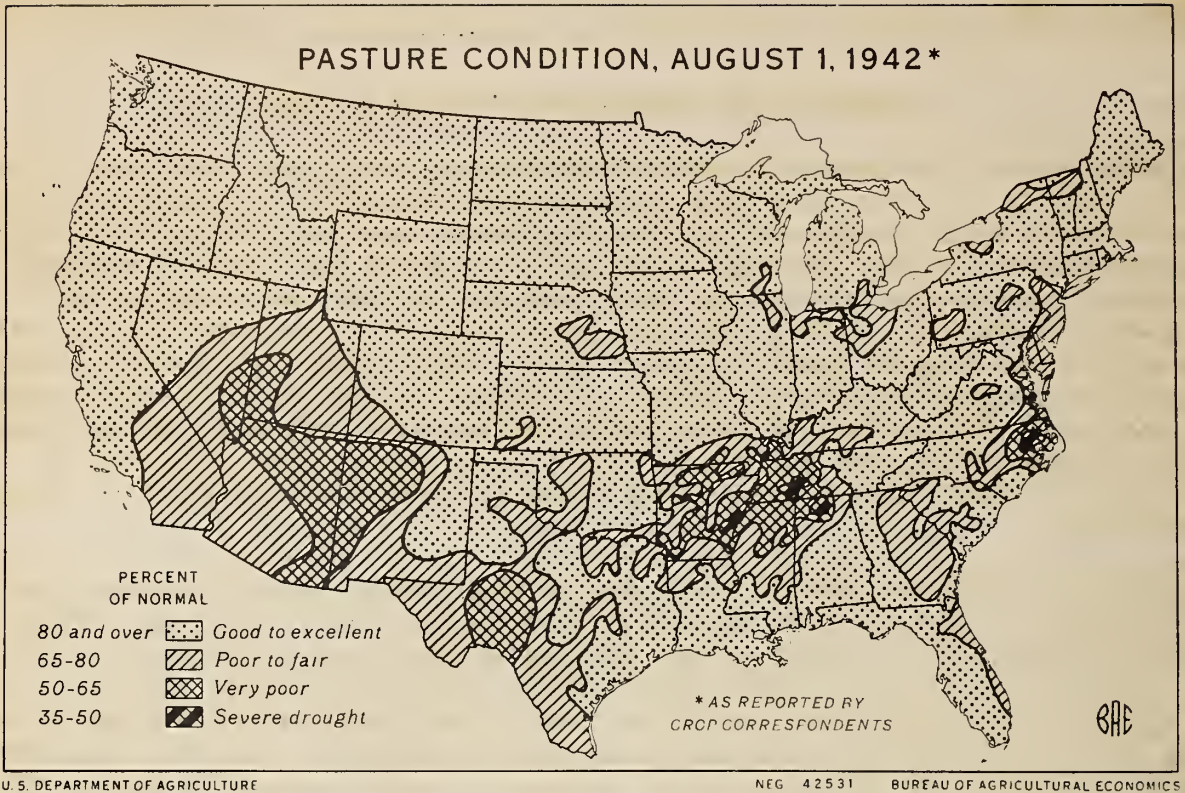 PASTURE CONDITION, AUGUST 1, 1942*
PERCENT
OF NORMAL
80 and over Good to excellent
65-80 Poor to fair
50-65 Very poor
35-50 Severe drought
* AS REPORTED BY
CROP CORRESPONDENTS
BAE
U. S. DEPARTMENT OF AGRICULTURE NEG 42531 BUREAU OF AGRICULTURAL ECONOMICS